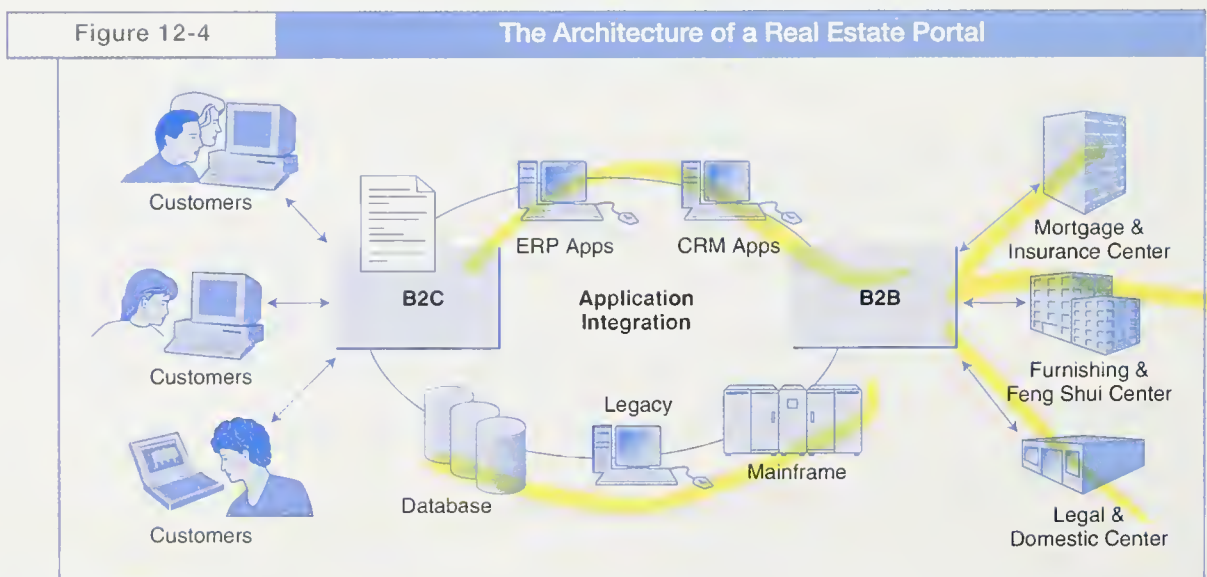 Figure 12-4
The Architecture of a Real Estate Portal
Customers
Customers
Customers
B2C
ERP Apps
CRM Apps
Application
Integration
B2B
Database
Legacy
Mainframe
Mortgage &
Insurance Center
Furnishing &
Feng Shui Center
Legal &
Domestic Center